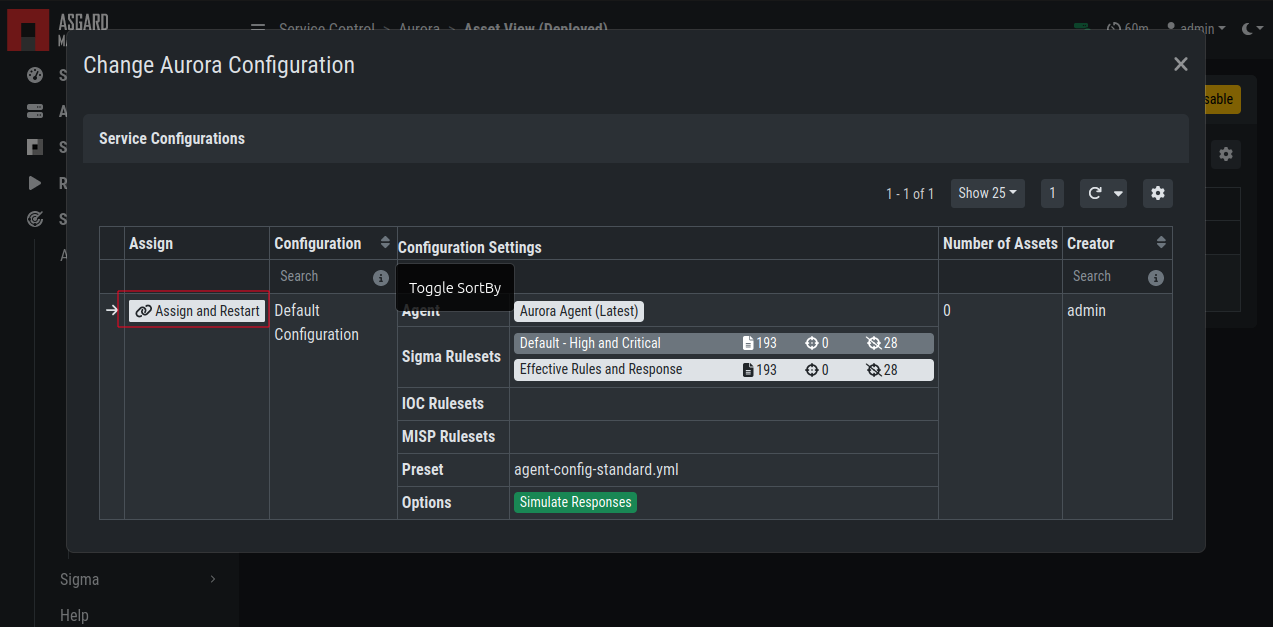 ASGARD
Service Control > Aurora > Asset View (Deployed)
60m
admin
Change Aurora Configuration
Service Configurations
1 - 1 of 1
Show 25
1
Assign
Configuration
Configuration Settings
Number of Assets
Creator
Search
Search
Toggle SortBy
Assign and Restart
Default
Configuration
Agent
Aurora Agent (Latest)
0
admin
Sigma Rulesets
Default - High and Critical 193 0 28
Effective Rules and Response 193 0 28
IOC Rulesets
MISP Rulesets
Preset
agent-config-standard.yml
Options
Simulate Responses
Sigma
Help